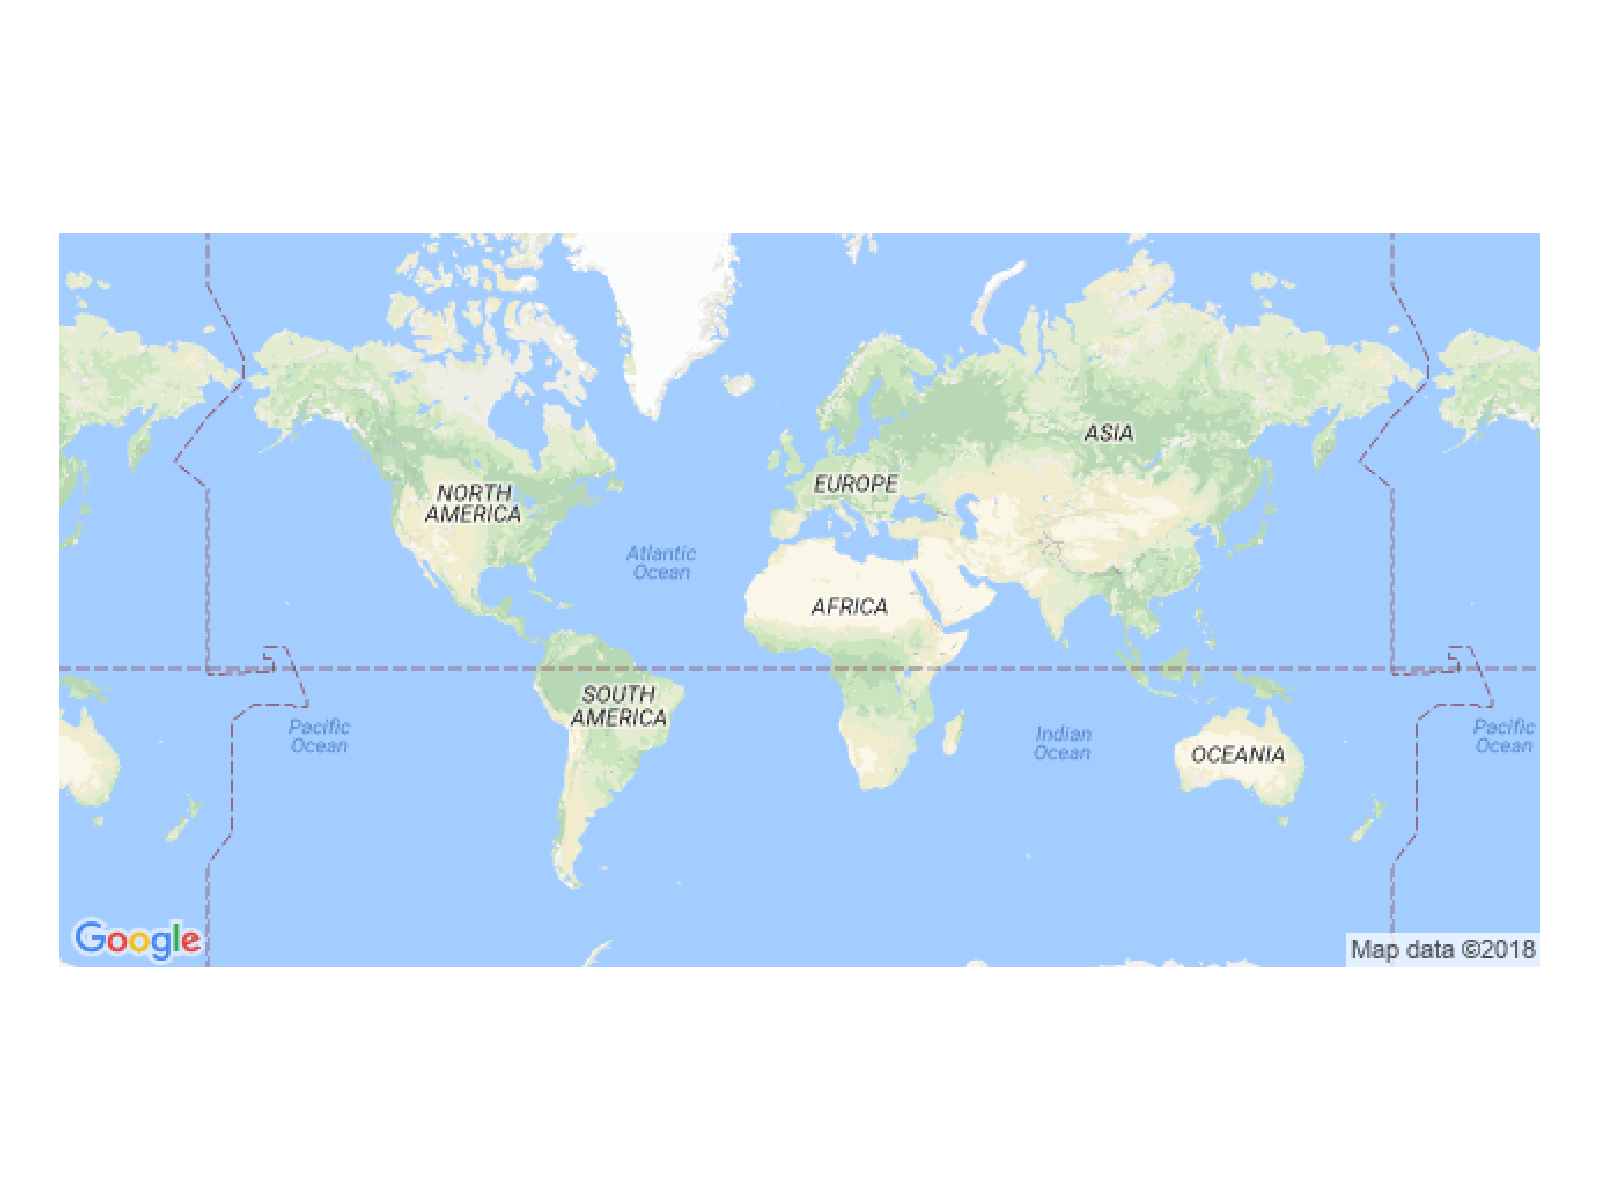 ASIA
EUROPE
NORTH
AMERICA
Atlantic
Ocean
AFRICA
SOUTH
AMERICA
Pacific
Ocean
Indian
Ocean
OCEANIA
Pacific
Ocean
Google
Map data ©2018